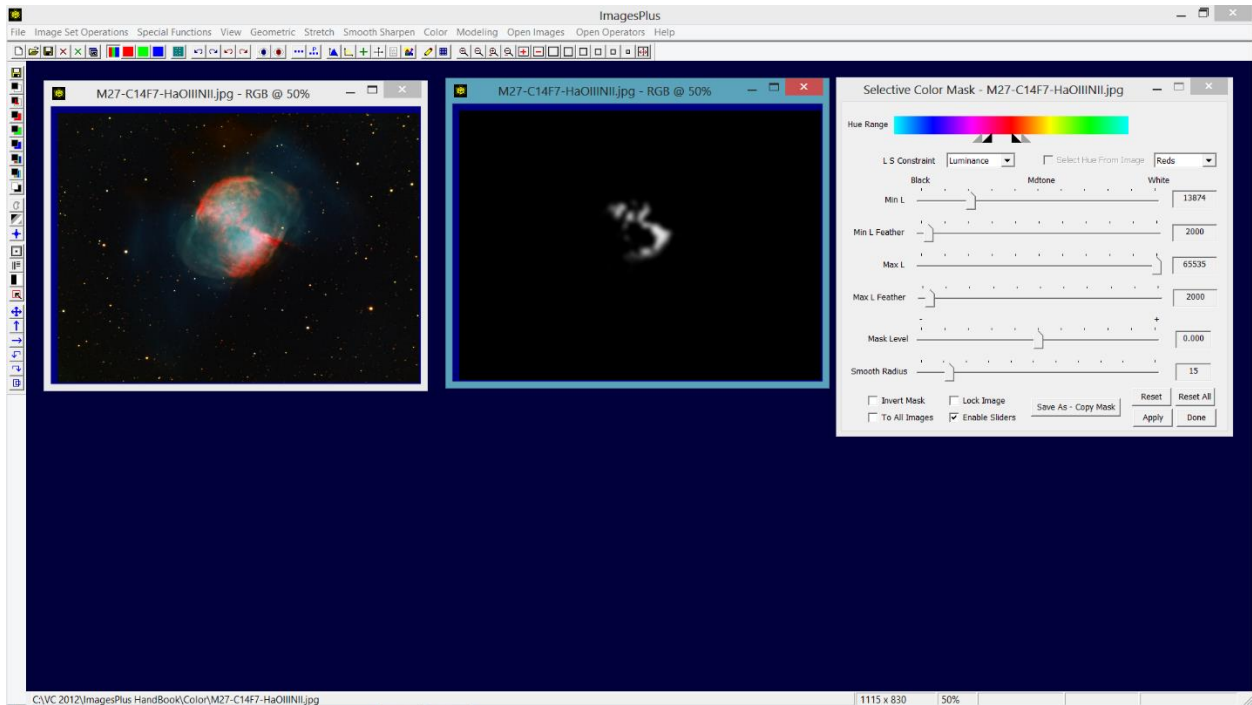 ImagesPlus
File Image Set Operations Special Functions View Geometric Stretch Smooth Sharpen Color Modeling Open Images Open Operators Help
M27-C14F7-HaOIIINII.jpg - RGB @ 50%
M27-C14F7-HaOIIINII.jpg - RGB @ 50%
Selective Color Mask - M27-C14F7-HaOIIINII.jpg
Hue Range
L S Constraint Luminance Select Hue From Image Reds
Black Mdtone White
Min L 13874
Min L Feather 2000
Max L 65535
Max L Feather 2000
- +
Mask Level 0.000
Smooth Radius 15
Invert Mask Lock Image Save As - Copy Mask Reset Reset All
To All Images Enable Sliders Apply Done
C:\VC 2012\ImagesPlus HandBook\Color\M27-C14F7-HaOIIINII.jpg 1115 x 830 50%